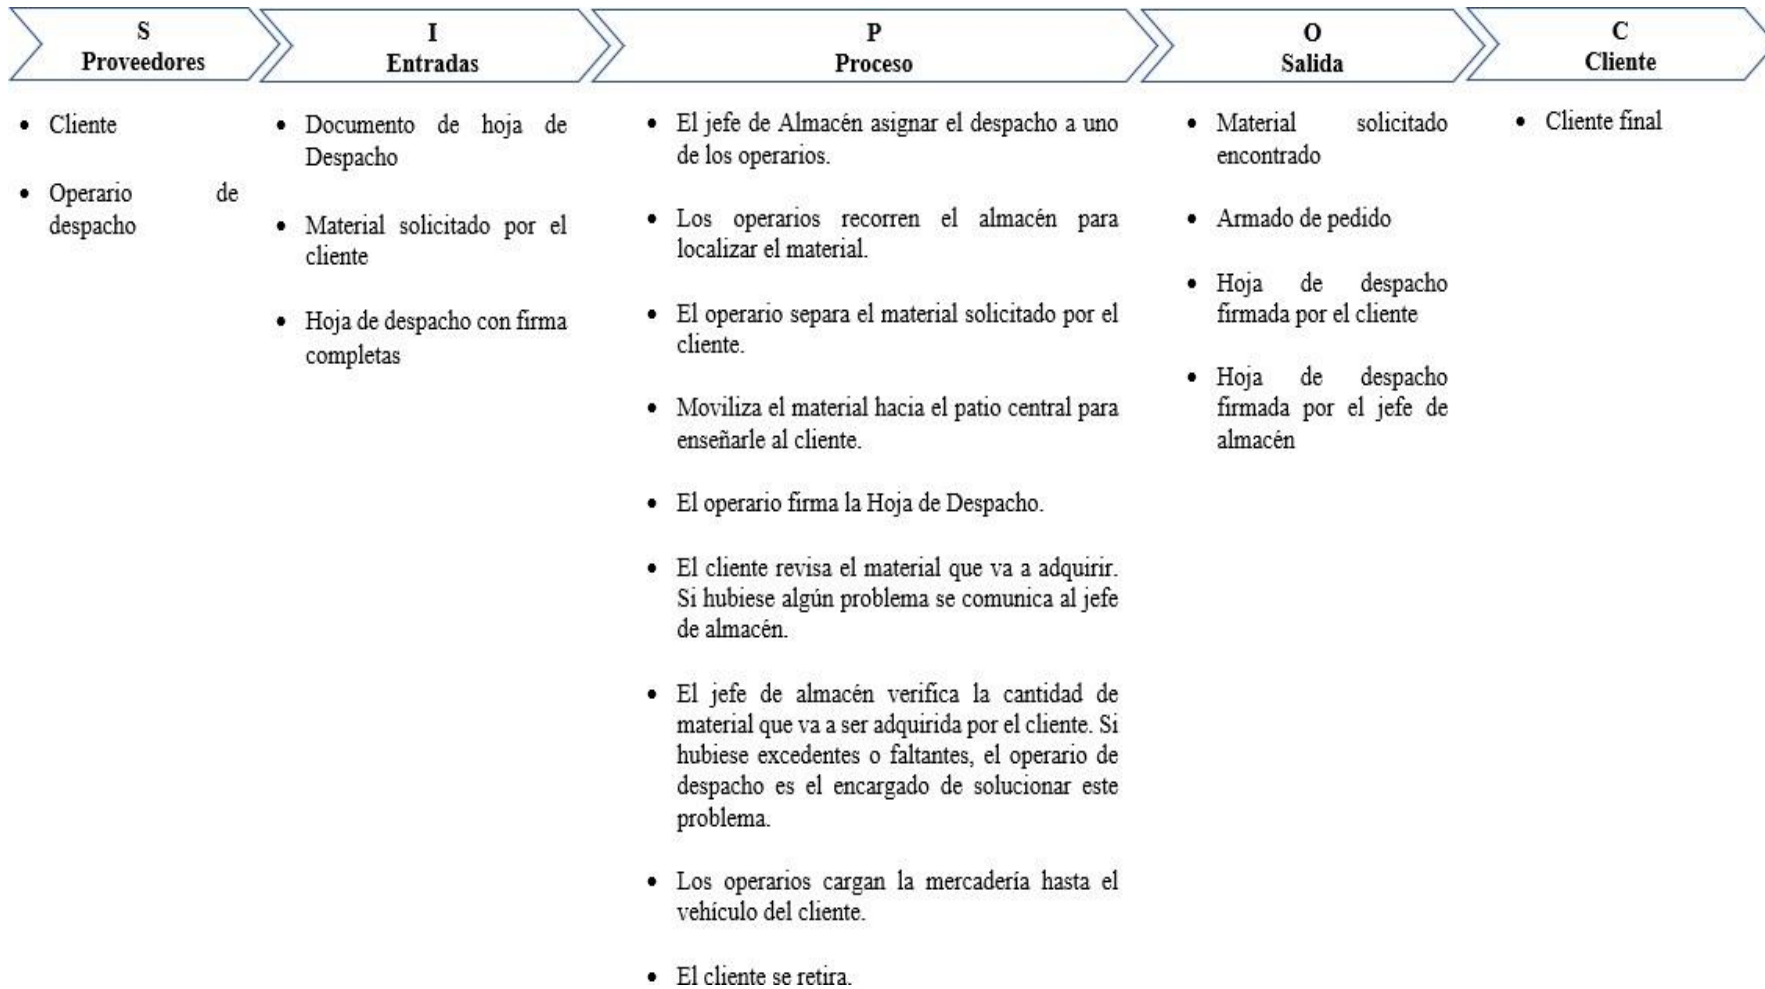 S
Proveedores
I
Entradas
P
Proceso
O
Salida
C
Cliente
• Cliente
• Operario de
despacho
• Documento de hoja de
Despacho
• Material solicitado por el
cliente
• Hoja de despacho con firma
completas
• El jefe de Almacén asignar el despacho a uno
de los operarios.
• Los operarios recorren el almacén para
localizar el material.
• El operario separa el material solicitado por el
cliente.
• Moviliza el material hacia el patio central para
enseñarle al cliente.
• El operario firma la Hoja de Despacho.
• El cliente revisa el material que va a adquirir.
Si hubiese algún problema se comunica al jefe
de almacén.
• El jefe de almacén verifica la cantidad de
material que va a ser adquirida por el cliente. Si
hubiese excedentes o faltantes, el operario de
despacho es el encargado de solucionar este
problema.
• Los operarios cargan la mercadería hasta el
vehículo del cliente.
• El cliente se retira.
• Material solicitado
encontrado
• Armado de pedido
• Hoja de despacho
firmada por el cliente
• Hoja de despacho
firmada por el jefe de
almacén
• Cliente final